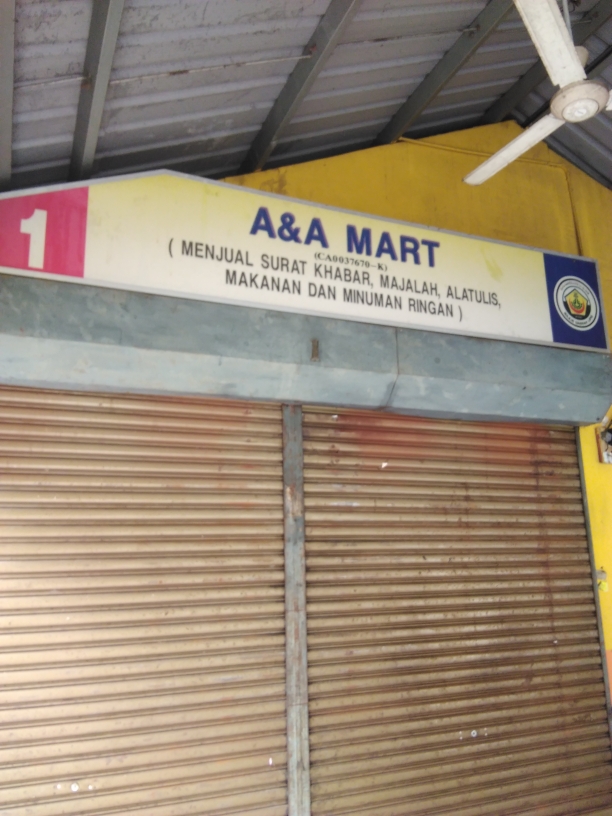 1
A&A MART
(CA0037670-K)
( MENJUAL SURAT KHABAR, MAJALAH, ALATULIS,
MAKANAN DAN MINUMAN RINGAN )